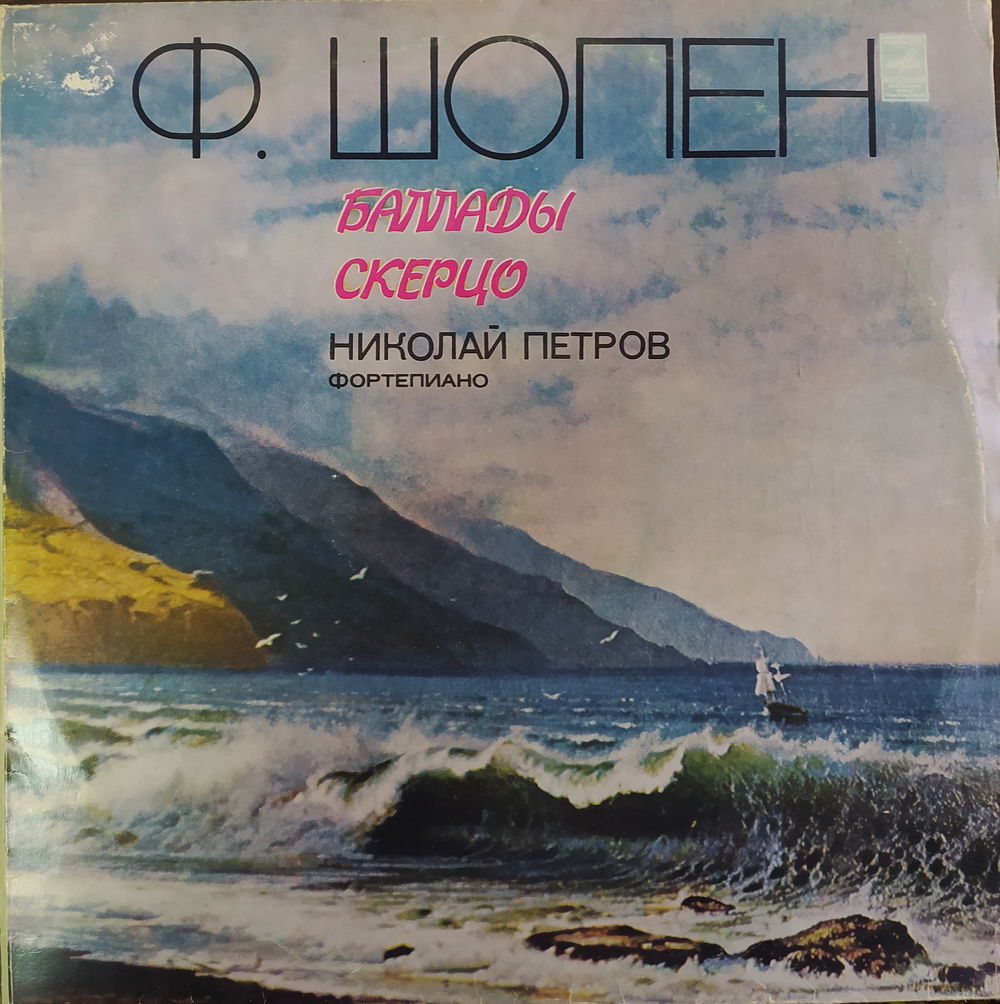 Ф. ШОПЕН
БАЛЛАДЫ
СКЕРЦО
НИКОЛАЙ ПЕТРОВ
ФОРТЕПИАНО